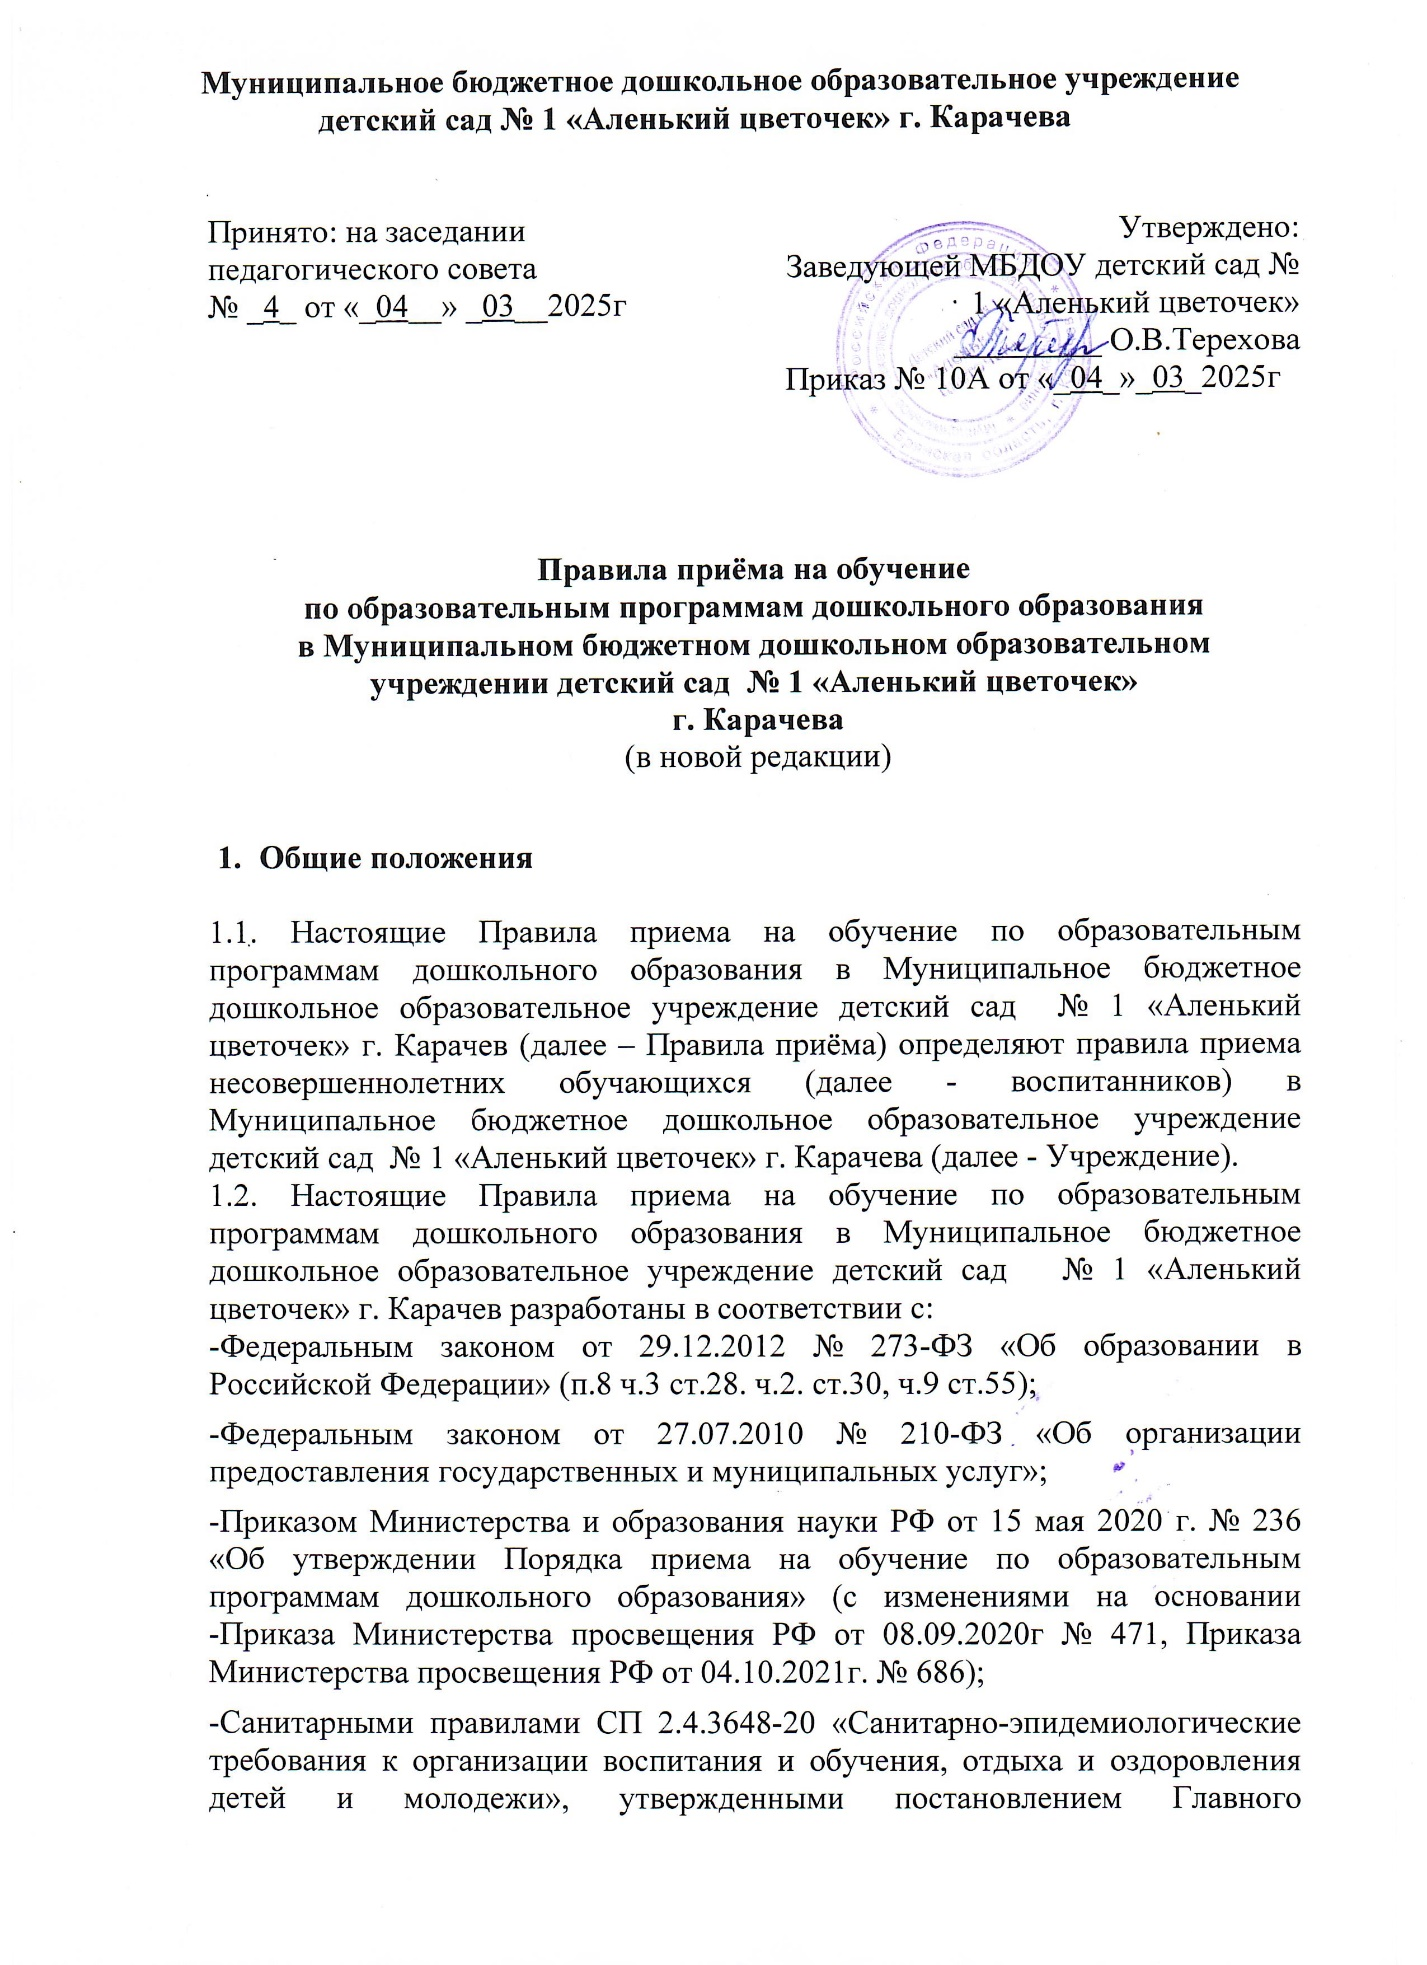 Муниципальное бюджетное дошкольное образовательное учреждение
детский сад № 1 «Аленький цветочек» г. Карачева
Принято: на заседании
педагогического совета
№ _4_ от «_04__» _03__2025г
Утверждено:
Заведующей МБДОУ детский сад №
1 «Аленький цветочек»
_________О.В.Терехова
Приказ № 10А от «_04_»_03_2025г
Правила приёма на обучение
по образовательным программам дошкольного образования
в Муниципальном бюджетном дошкольном образовательном
учреждении детский сад № 1 «Аленький цветочек»
г. Карачева
(в новой редакции)
1. Общие положения
1.1. Настоящие Правила приема на обучение по образовательным
программам дошкольного образования в Муниципальное бюджетное
дошкольное образовательное учреждение детский сад № 1 «Аленький
цветочек» г. Карачев (далее – Правила приёма) определяют правила приема
несовершеннолетних обучающихся (далее - воспитанников) в
Муниципальное бюджетное дошкольное образовательное учреждение
детский сад № 1 «Аленький цветочек» г. Карачева (далее - Учреждение).
1.2. Настоящие Правила приема на обучение по образовательным
программам дошкольного образования в Муниципальное бюджетное
дошкольное образовательное учреждение детский сад № 1 «Аленький
цветочек» г. Карачев разработаны в соответствии с:
-Федеральным законом от 29.12.2012 № 273-ФЗ «Об образовании в
Российской Федерации» (п.8 ч.3 ст.28. ч.2. ст.30, ч.9 ст.55);
-Федеральным законом от 27.07.2010 № 210-ФЗ «Об организации
предоставления государственных и муниципальных услуг»;
-Приказом Министерства и образования науки РФ от 15 мая 2020 г. № 236
«Об утверждении Порядка приема на обучение по образовательным
программам дошкольного образования» (с изменениями на основании
-Приказа Министерства просвещения РФ от 08.09.2020г № 471, Приказа
Министерства просвещения РФ от 04.10.2021г. № 686);
-Санитарными правилами СП 2.4.3648-20 «Санитарно-эпидемиологические
требования к организации воспитания и обучения, отдыха и оздоровления
детей и молодежи», утвержденными постановлением Главного